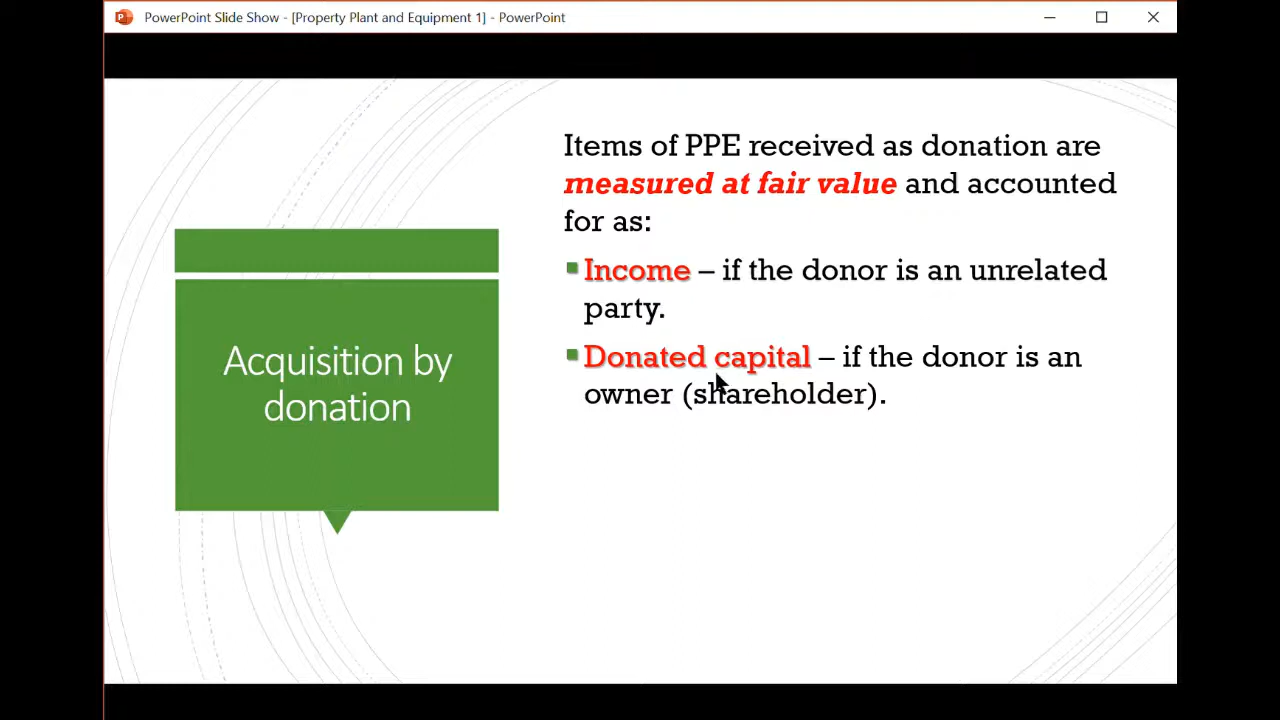 PowerPoint Slide Show - [Property Plant and Equipment 1] - PowerPoint
Acquisition by
donation
Items of PPE received as donation are
measured at fair value and accounted
for as:
Income – if the donor is an unrelated
party.
Donated capital – if the donor is an
owner (shareholder).